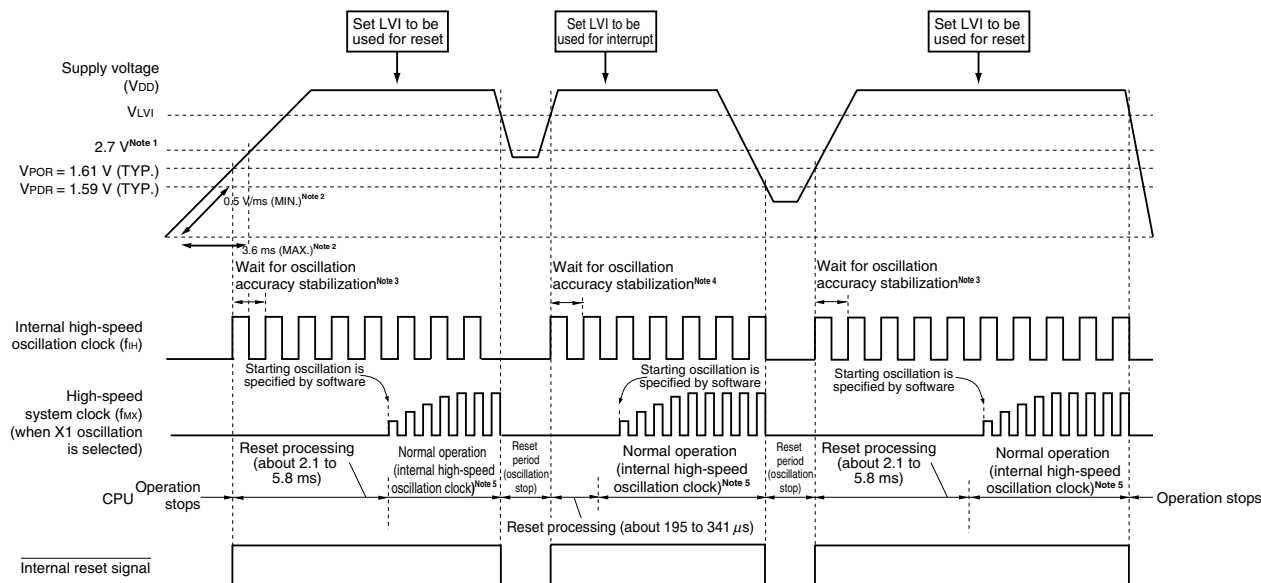 Set LVI to be
used for reset
Set LVI to be
used for interrupt
Set LVI to be
used for reset
Supply voltage
(VDD)
VLVI
2.7 V Note 1
VPOR = 1.61 V (TYP.)
VPDR = 1.59 V (TYP.)
0.5 V/ms (MIN.) Note 2
3.6 ms (MAX.) Note 2
Wait for oscillation
accuracy stabilization Note 3
Wait for oscillation
accuracy stabilization Note 4
Wait for oscillation
accuracy stabilization Note 3
Internal high-speed
oscillation clock (fIH)
Starting oscillation is
specified by software
Starting oscillation is
specified by software
Starting oscillation is
specified by software
High-speed
system clock (fMX)
(when X1 oscillation
is selected)
Reset processing
(about 2.1 to
5.8 ms)
Normal operation
(internal high-speed
oscillation clock) Note 5
Reset
period
(oscillation
stop)
Normal operation
(internal high-speed
oscillation clock) Note 5
Reset
period
(oscillation
stop)
Reset processing
(about 2.1 to
5.8 ms)
Normal operation
(internal high-speed
oscillation clock) Note 5
CPU
Operation
stops
Operation stops
Reset processing (about 195 to 341 μs)
Internal reset signal